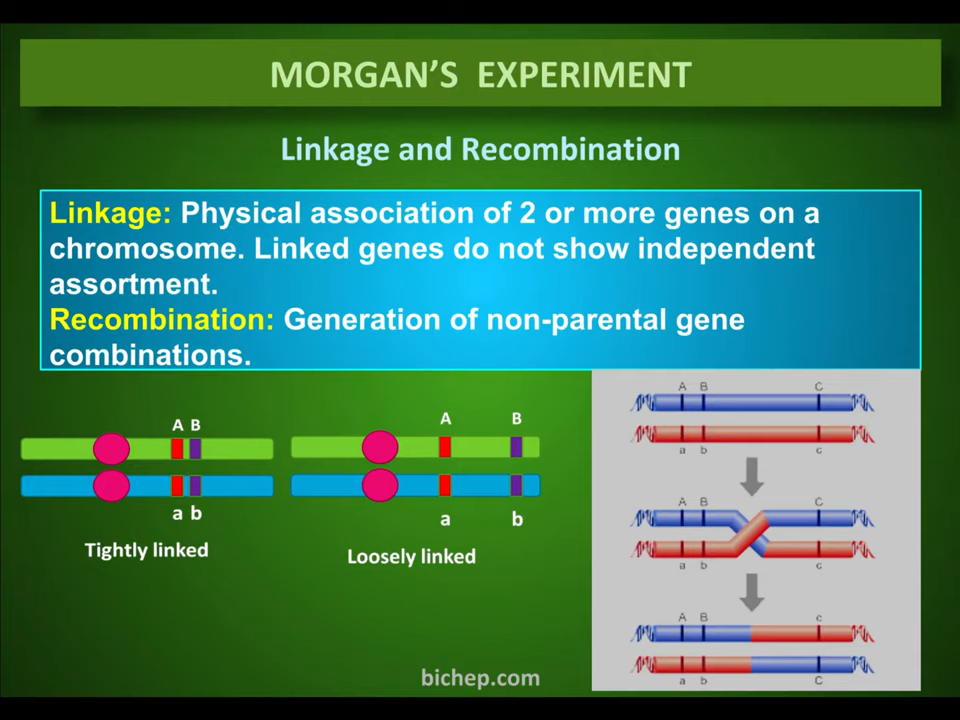 MORGAN'S EXPERIMENT
Linkage and Recombination
Linkage: Physical association of 2 or more genes on a
chromosome. Linked genes do not show independent
assortment.
Recombination: Generation of non-parental gene
combinations.
A B
a b
Tightly linked
A B
a b
Loosely linked
A B C
a b c
A B C
a b c
A B c
a b C
bichep.com